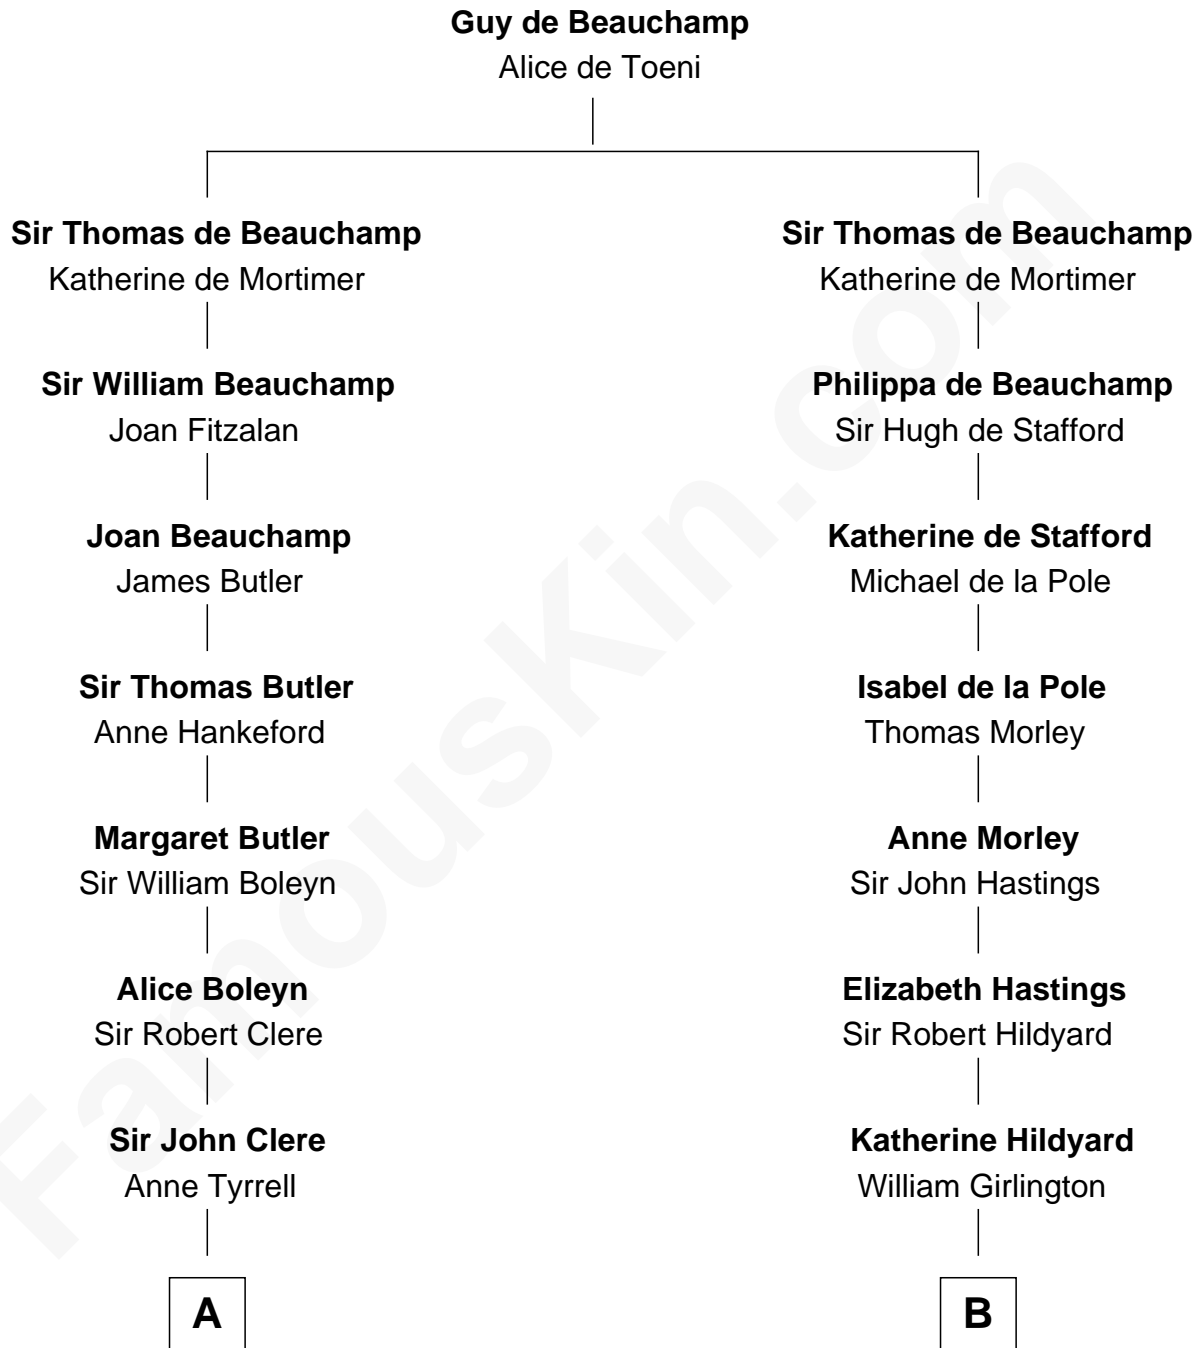 Guy de Beauchamp
Alice de Toeni
Sir Thomas de Beauchamp
Katherine de Mortimer
Sir Thomas de Beauchamp
Katherine de Mortimer
Sir William Beauchamp
Joan Fitzalan
Philippa de Beauchamp
Sir Hugh de Stafford
Joan Beauchamp
James Butler
Katherine de Stafford
Michael de la Pole
Sir Thomas Butler
Anne Hankeford
Isabel de la Pole
Thomas Morley
Margaret Butler
Sir William Boleyn
Anne Morley
Sir John Hastings
Alice Boleyn
Sir Robert Clere
Elizabeth Hastings
Sir Robert Hildyard
Sir John Clere
Anne Tyrrell
Katherine Hildyard
William Girlington
A
B
FamousKin.com